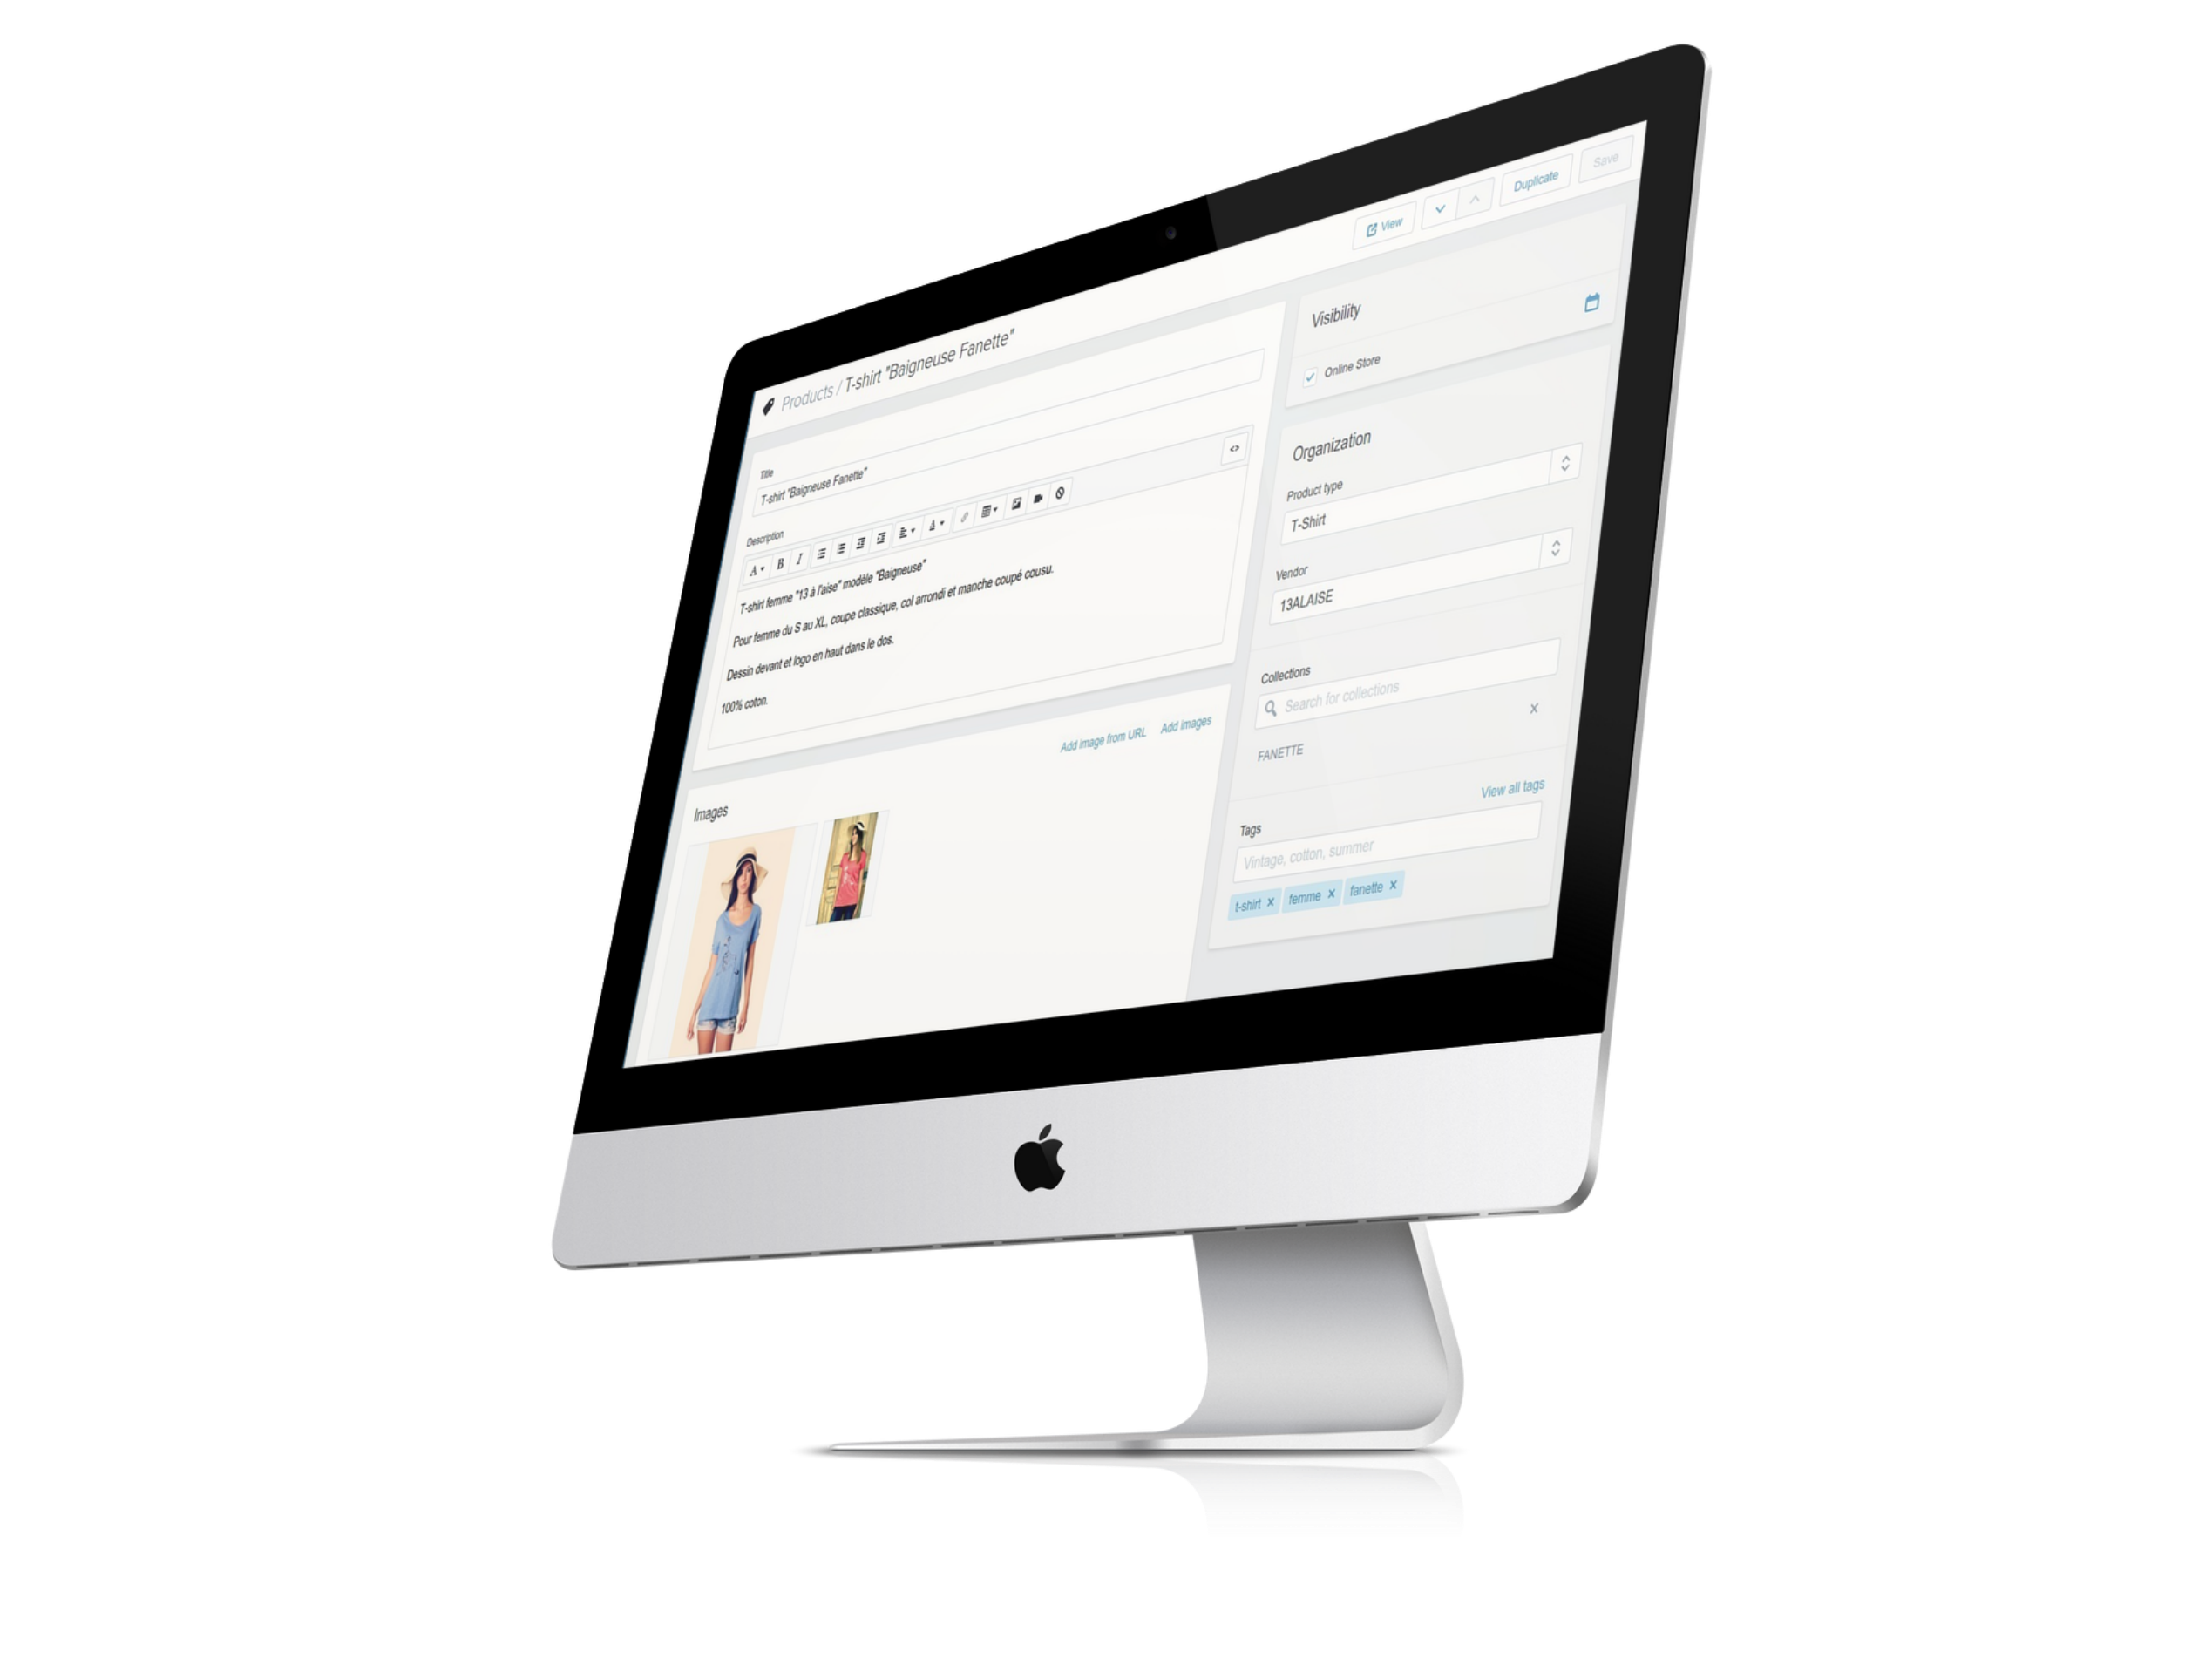 View
Duplicate
Save
Products / T-shirt "Baigneuse Fanette"
Title
T-shirt "Baigneuse Fanette"
Description
A B I A
T-shirt femme "13 à l'aise" modèle "Baigneuse"
Pour femme du S au XL, coupe classique, col arrondi et manche coupé cousu.
Dessin devant et logo en haut dans le dos.
100% coton.
Images
Add image from URL
Add images
Visibility
Online Store
Organization
Product type
T-Shirt
Vendor
13ALAISE
Collections
Search for collections
FANETTE
Tags
View all tags
Vintage, cotton, summer
t-shirt x femme x fanette x